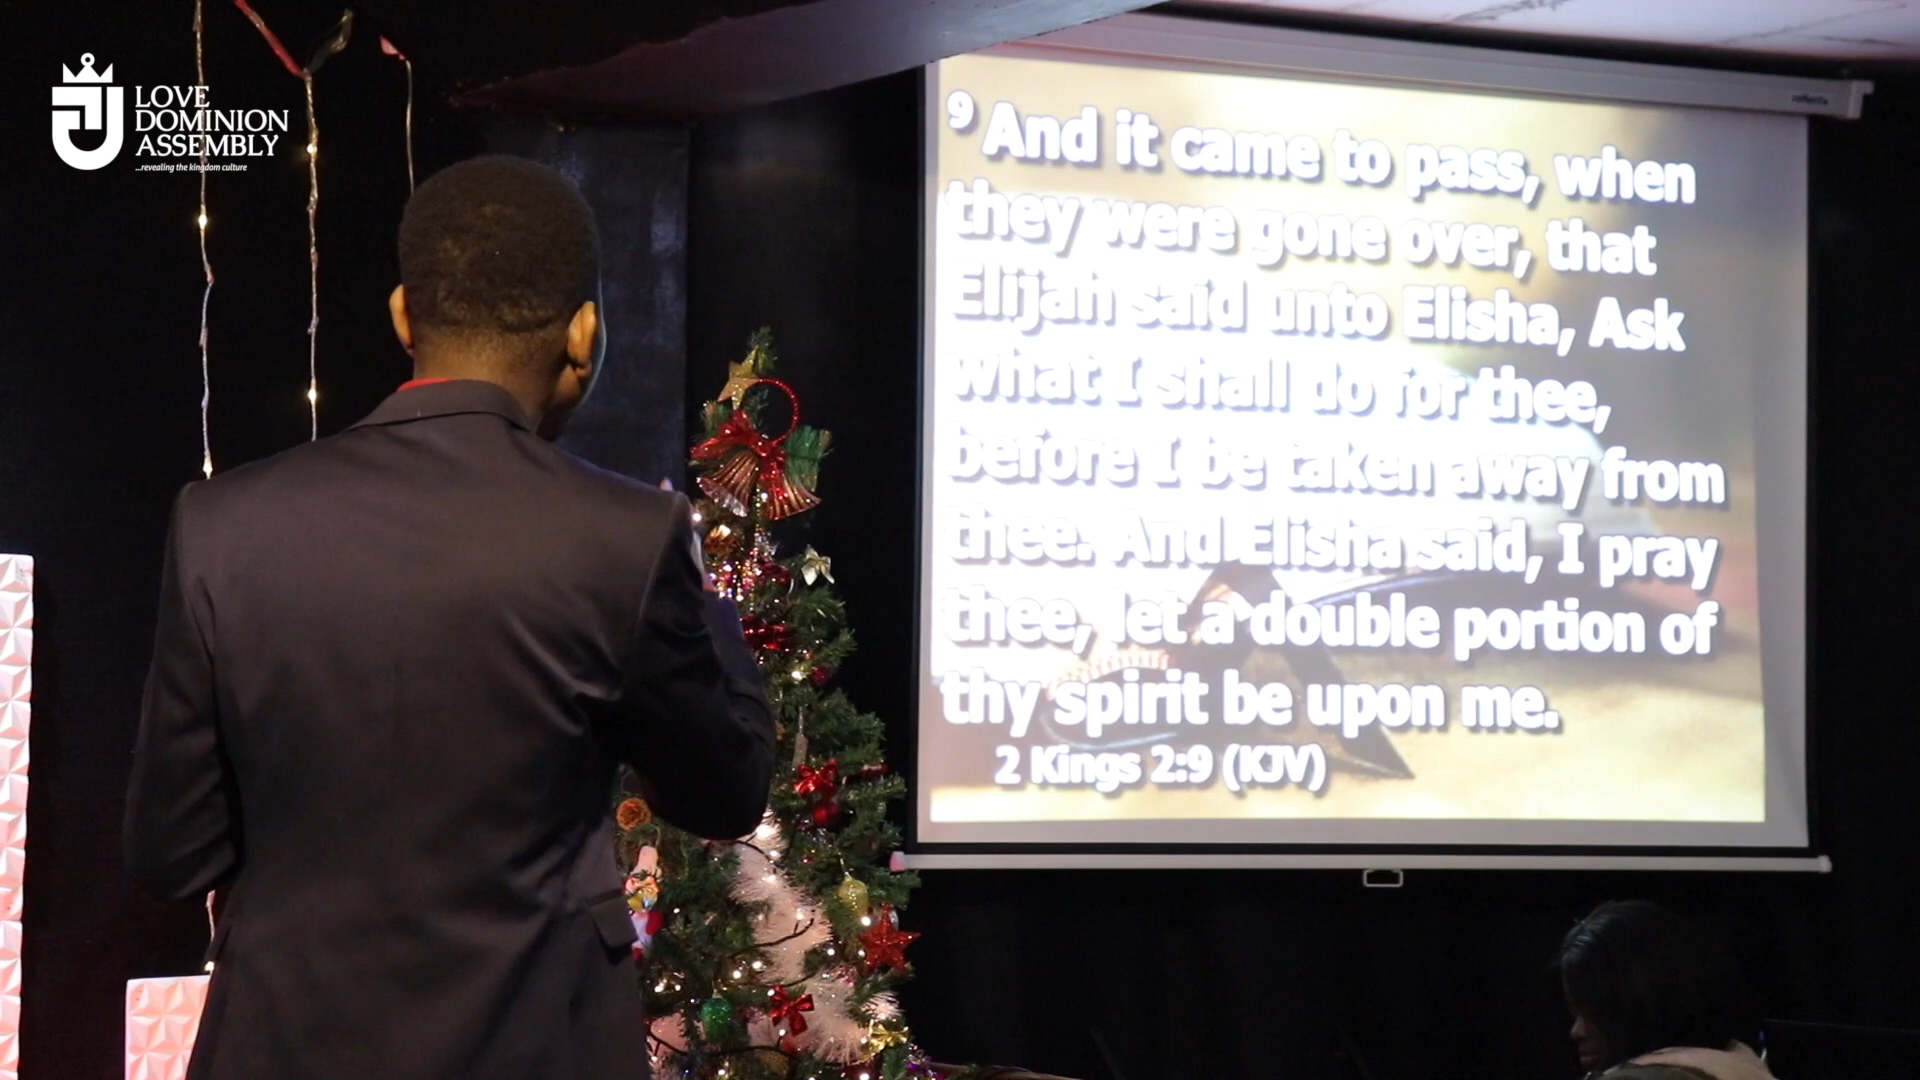 LOVE
DOMINION
ASSEMBLY
...revealing the kingdom culture
9 And it came to pass, when
they were gone over, that
Elijah said unto Elisha, Ask
what I shall do for thee,
before I be taken away from
thee. And Elisha said, I pray
thee, let a double portion of
thy spirit be upon me.
2 Kings 2:9 (KJV)